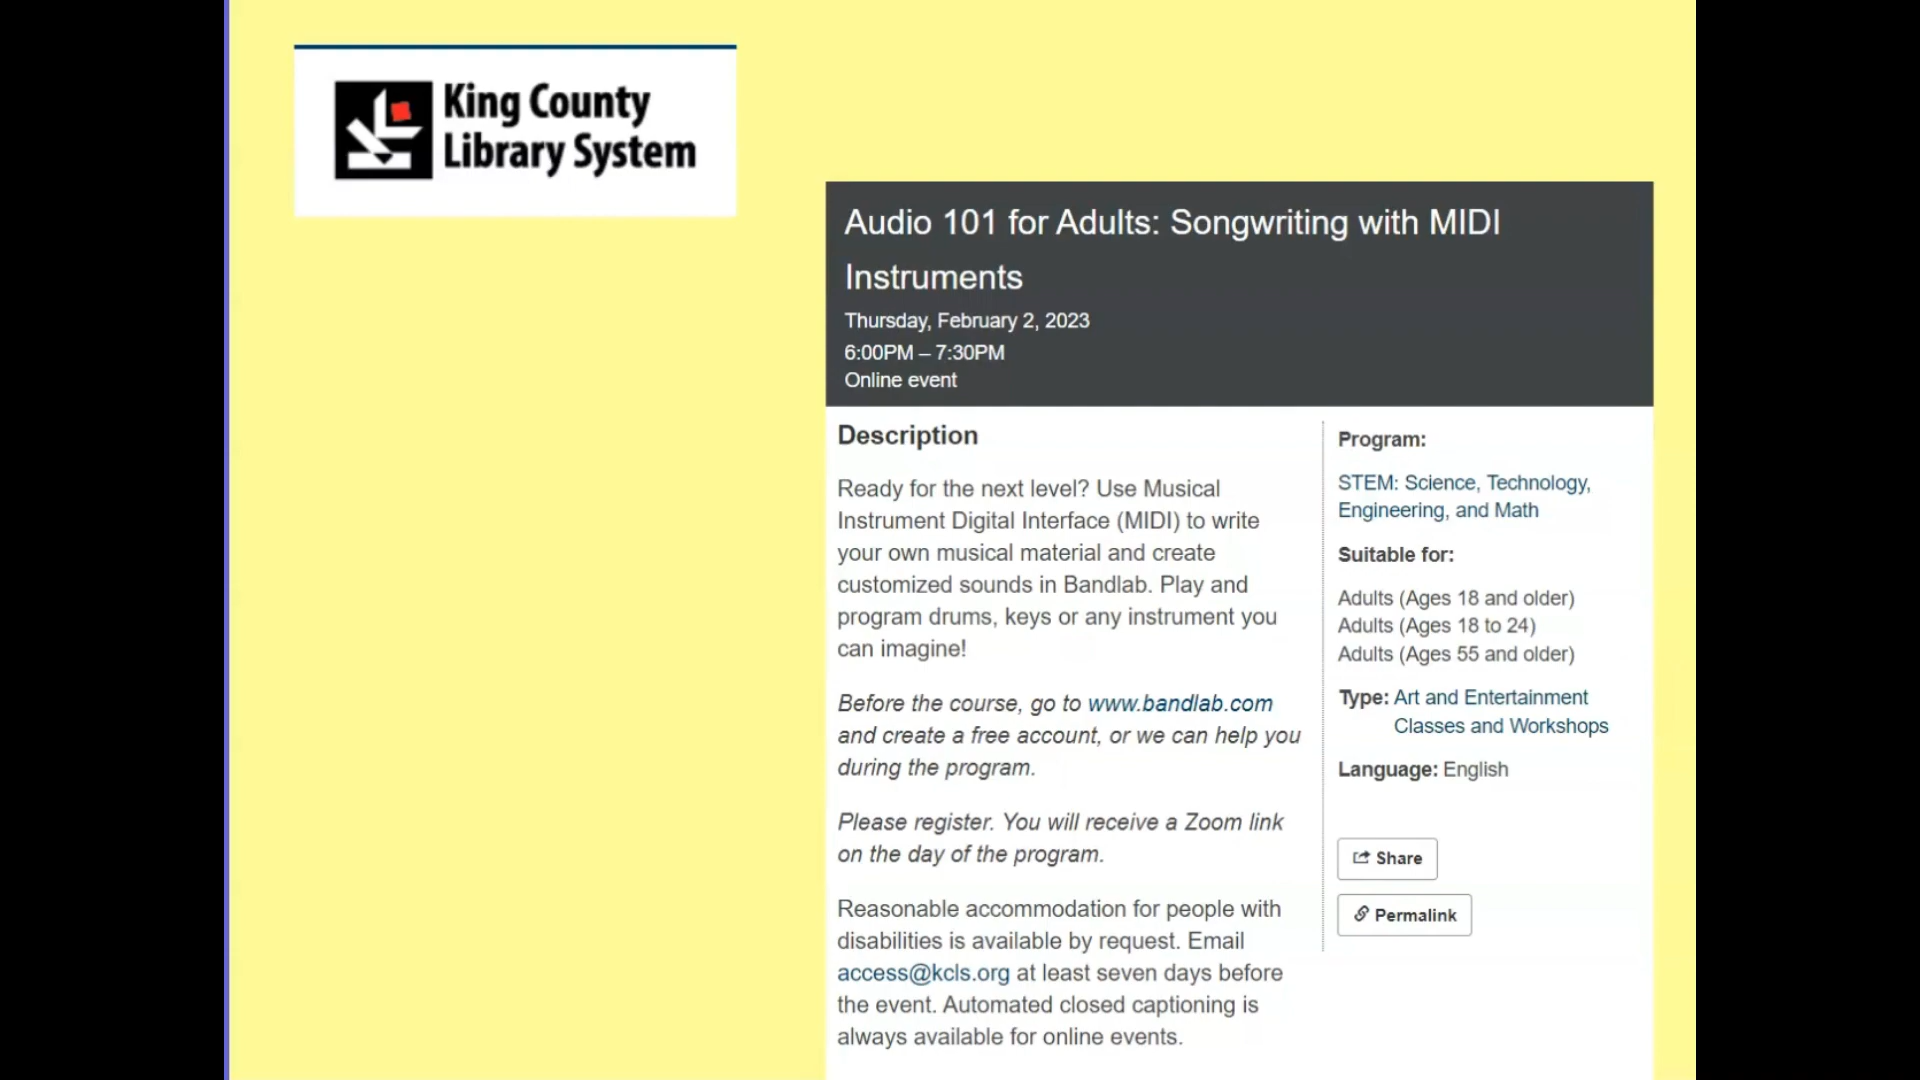 King County
Library System
Audio 101 for Adults: Songwriting with MIDI
Instruments
Thursday, February 2, 2023
6:00PM – 7:30PM
Online event
Description
Ready for the next level? Use Musical
Instrument Digital Interface (MIDI) to write
your own musical material and create
customized sounds in Bandlab. Play and
program drums, keys or any instrument you
can imagine!
Before the course, go to www.bandlab.com
and create a free account, or we can help you
during the program.
Please register. You will receive a Zoom link
on the day of the program.
Reasonable accommodation for people with
disabilities is available by request. Email
access@kcls.org at least seven days before
the event. Automated closed captioning is
always available for online events.
Program:
STEM: Science, Technology,
Engineering, and Math
Suitable for:
Adults (Ages 18 and older)
Adults (Ages 18 to 24)
Adults (Ages 55 and older)
Type: Art and Entertainment
Classes and Workshops
Language: English
Share
Permalink